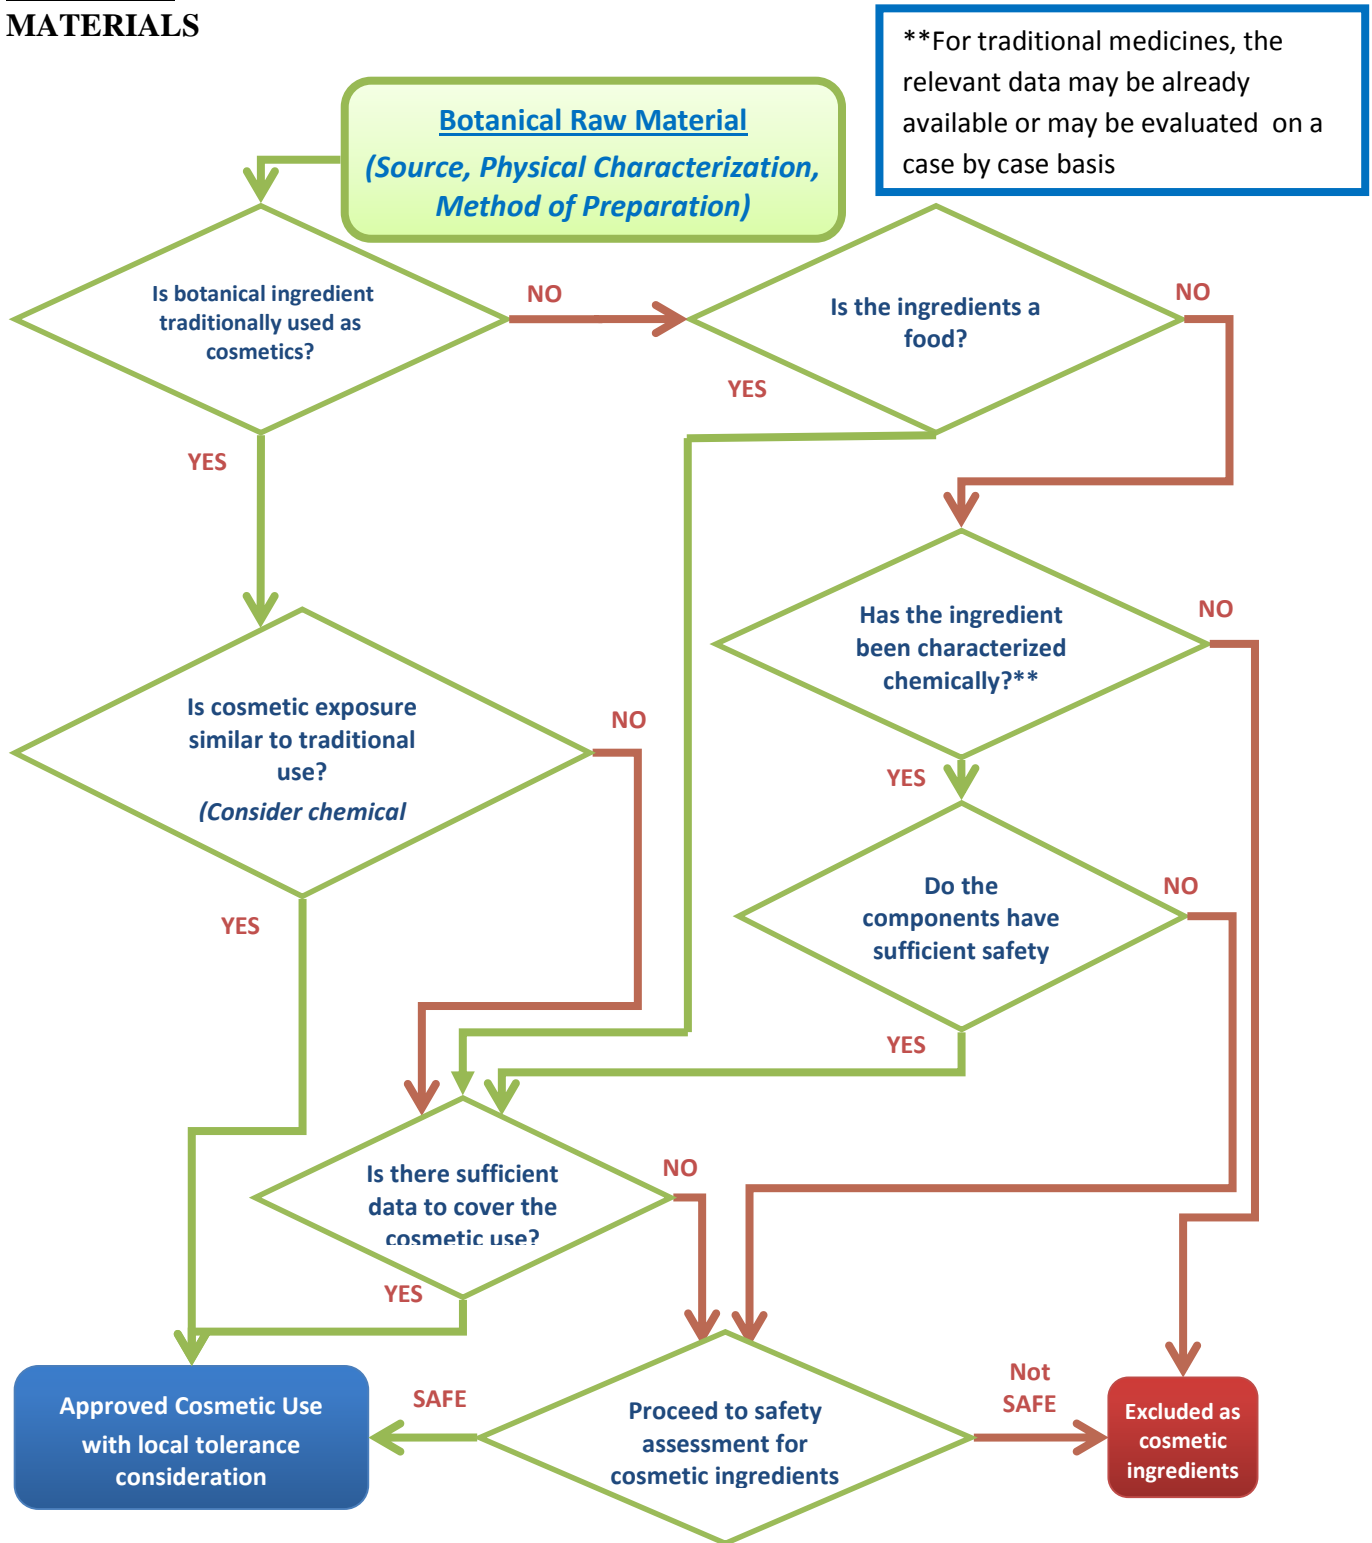 MATERIALS
**For traditional medicines, the
relevant data may be already
available or may be evaluated on a
case by case basis
Botanical Raw Material
(Source, Physical Characterization,
Method of Preparation)
Is botanical ingredient
traditionally used as
cosmetics?
NO
Is the ingredients a
food?
NO
YES
YES
Has the ingredient
been characterized
chemically?**
NO
Is cosmetic exposure
similar to traditional
use?
(Consider chemical
NO
YES
Do the
components have
sufficient safety
NO
YES
YES
Is there sufficient
data to cover the
cosmetic use?
NO
YES
Approved Cosmetic Use
with local tolerance
consideration
SAFE
Proceed to safety
assessment for
cosmetic ingredients
Not
SAFE
Excluded as
cosmetic
ingredients